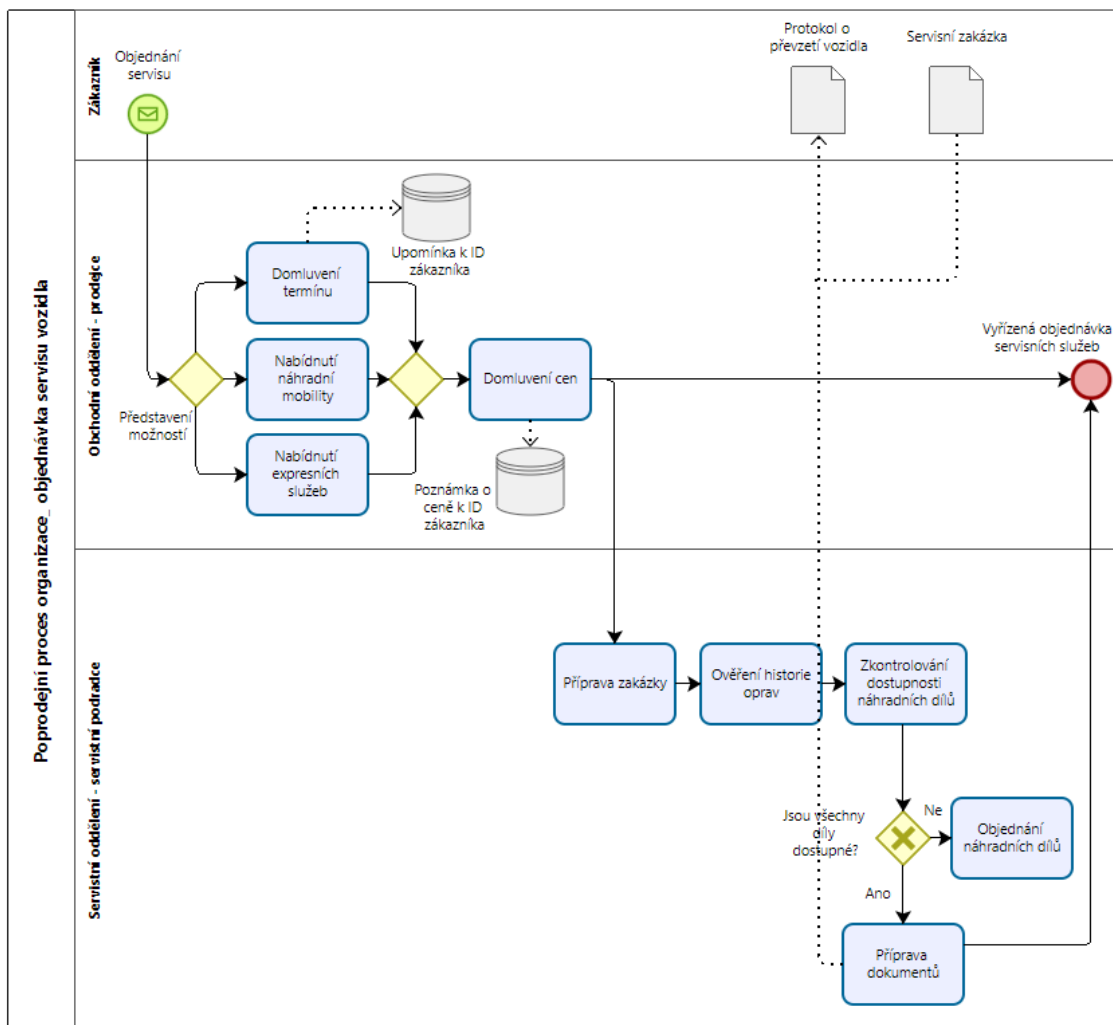 Poprodejní proces organizace_ objednávka servisu vozidla
Zákazník
Objednání
servisu
Protokol o
převzetí vozidla
Servisní zakázka
Obchodní oddělení - prodejce
Upomínka k ID
zákazníka
Domluvení
termínu
Představení
možností
Nabídnutí
náhradní
mobility
Nabídnutí
expresních
služeb
Domluvení cen
Poznámka o
ceně k ID
zákazníka
Vyřízená objednávka
servisních služeb
Servistní oddělení - servistní podradce
Příprava zakázky
Ověření historie
oprav
Zkontrolování
dostupnosti
náhradních dílů
Jsou všechny
díly
dostupné?
Ne
Objednání
náhradních dílů
Ano
Příprava
dokumentů